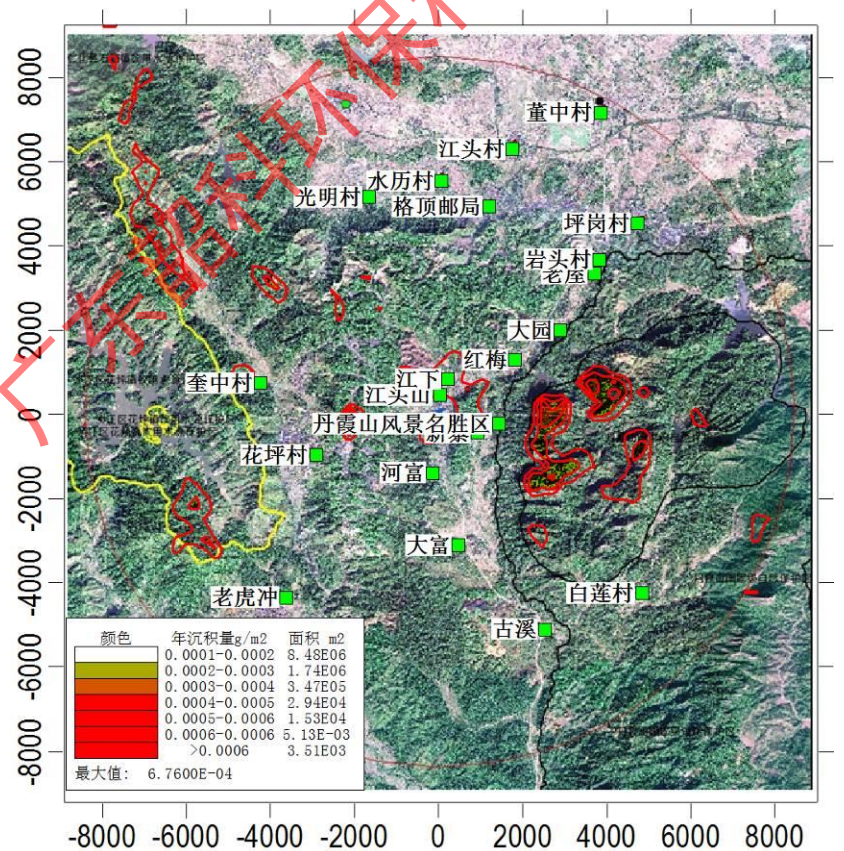 广东韶科环保科
8000
6000
4000
2000
0
-2000
-4000
-6000
-8000
董中村
江头村
水历村
光明村
格顶邮局
坪岗村
岩头村
老屋
大园
红梅
江下
奎中村
江头山
丹霞山风景名胜区
花坪村
河富
大富
白莲村
老虎冲
古溪
颜色 年沉积量g/m2 面积 m2
0.0001-0.0002 8.48E06
0.0002-0.0003 1.74E06
0.0003-0.0004 3.47E05
0.0004-0.0005 2.94E04
0.0005-0.0006 1.53E04
0.0006-0.0006 5.13E-03
>0.0006 3.51E03
最大值: 6.7600E-04
-8000 -6000 -4000 -2000 0 2000 4000 6000 8000